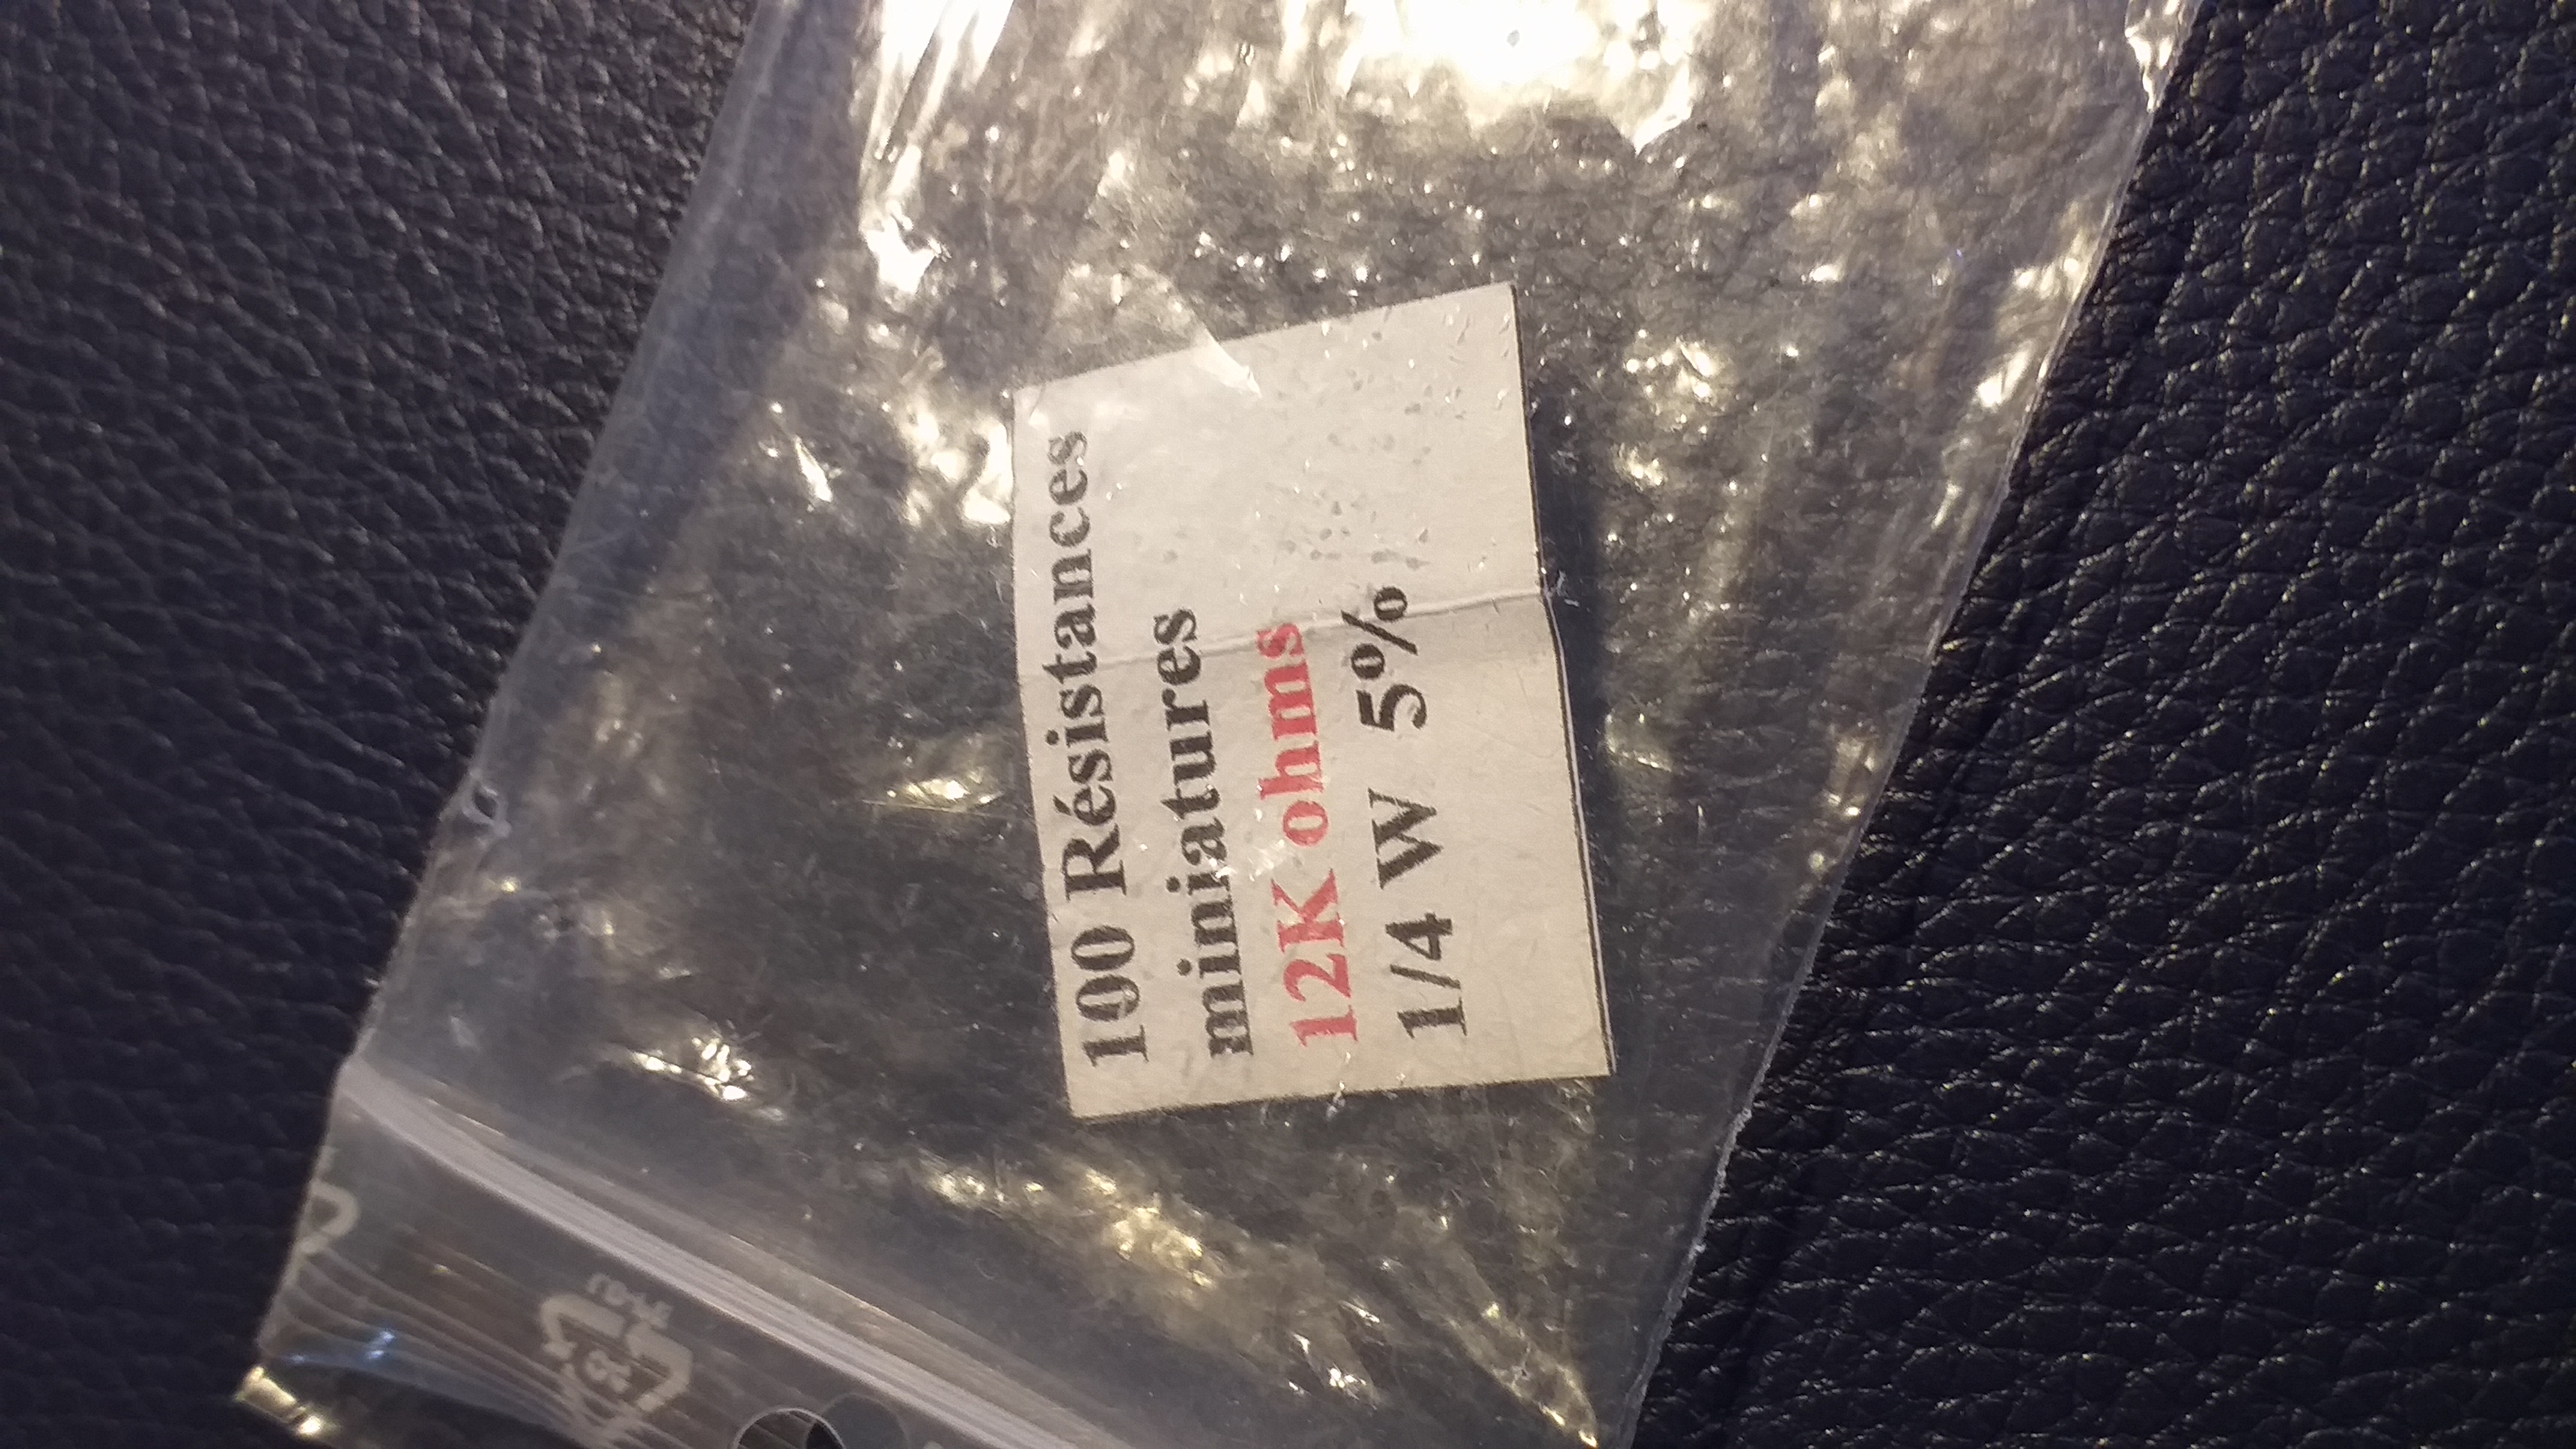 100 Résistances
miniatures
12K ohms
1/4 W 5%